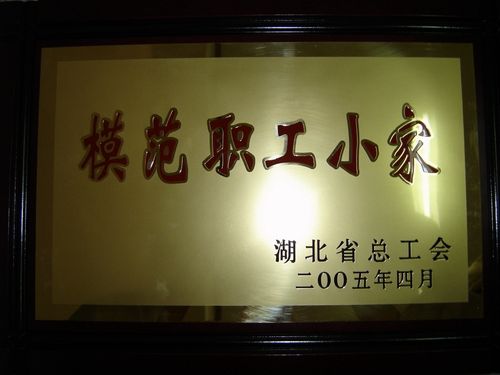 模范职工小家
湖北省总工会
二00五年四月